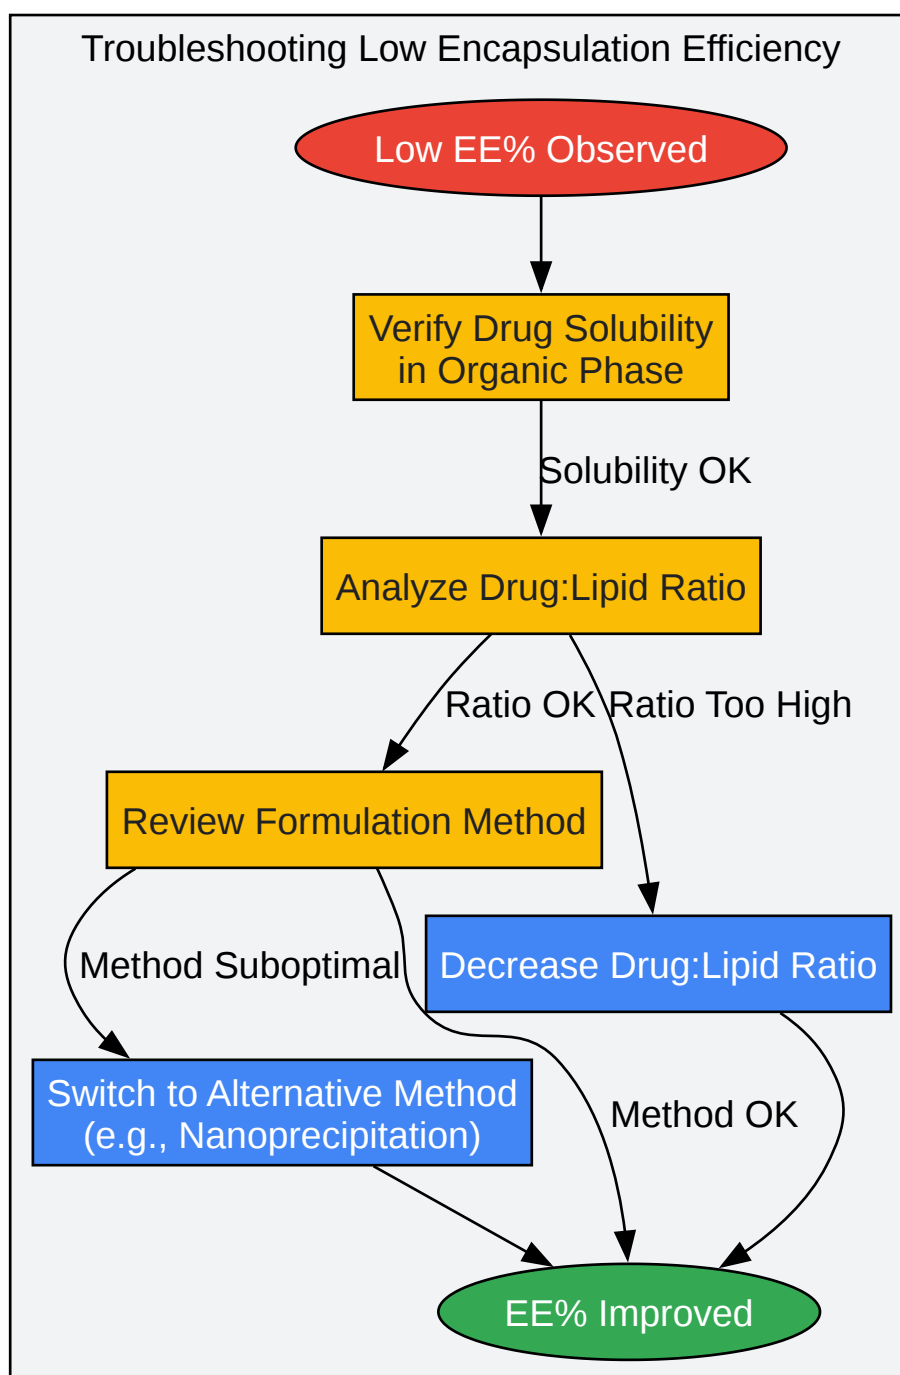 Troubleshooting Low Encapsulation Efficiency
Low EE% Observed
Verify Drug Solubility
in Organic Phase
Solubility OK
Analyze Drug:Lipid Ratio
Ratio OK
Ratio Too High
Review Formulation Method
Method Suboptimal
Decrease Drug:Lipid Ratio
Switch to Alternative Method
(e.g., Nanoprecipitation)
Method OK
EE% Improved